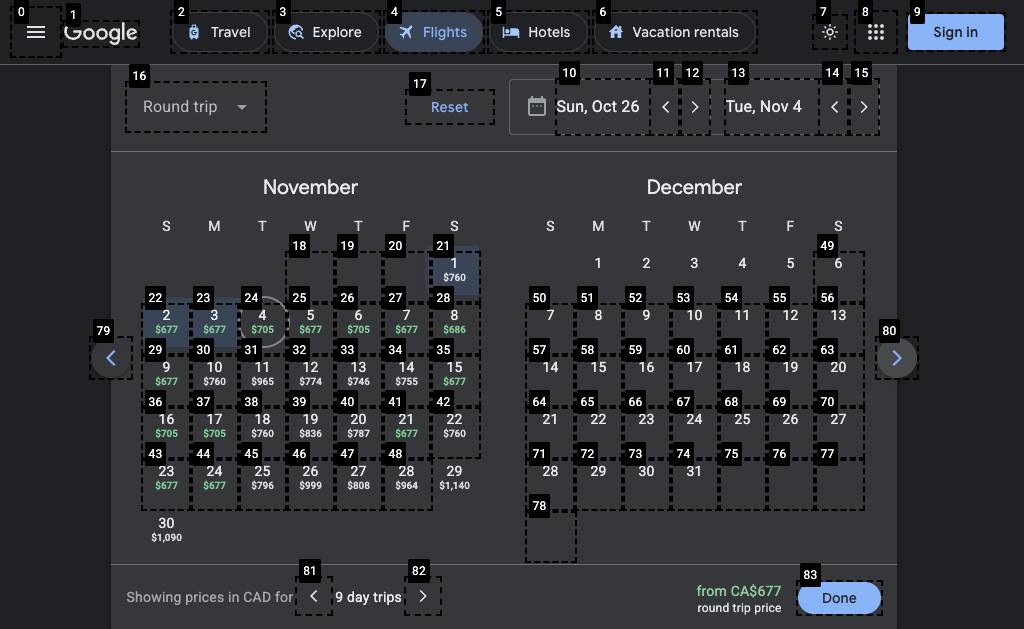 0 1 2 3 4 5 6 7 8 9
Google Travel Explore Flights Hotels Vacation rentals Sign in
16 17 10 11 12 13 14 15
Round trip Reset Sun, Oct 26 Tue, Nov 4
November December
S M T W T F S S M T W T F S
18 19 20 21 49
1 1 2 3 4 5 6
$760
22 23 24 25 26 27 28 50 51 52 53 54 55 56
2 3 4 5 6 7 8 7 8 9 10 11 12 13
$677 $677 $705 $677 $705 $677 $686
79 80
29 30 31 32 33 34 35 57 58 59 60 61 62 63
9 10 11 12 13 14 15 14 15 16 17 18 19 20
$677 $760 $965 $774 $746 $755 $677
36 37 38 39 40 41 42 64 65 66 67 68 69 70
16 17 18 19 20 21 22 21 22 23 24 25 26 27
$705 $705 $760 $836 $787 $677 $760
43 44 45 46 47 48 71 72 73 74 75 76 77
23 24 25 26 27 28 29 28 29 30 31
$677 $677 $796 $999 $808 $964 $1,140
78
30
$1,090
81 82 83
Showing prices in CAD for 9 day trips from CA$677 Done
round trip price